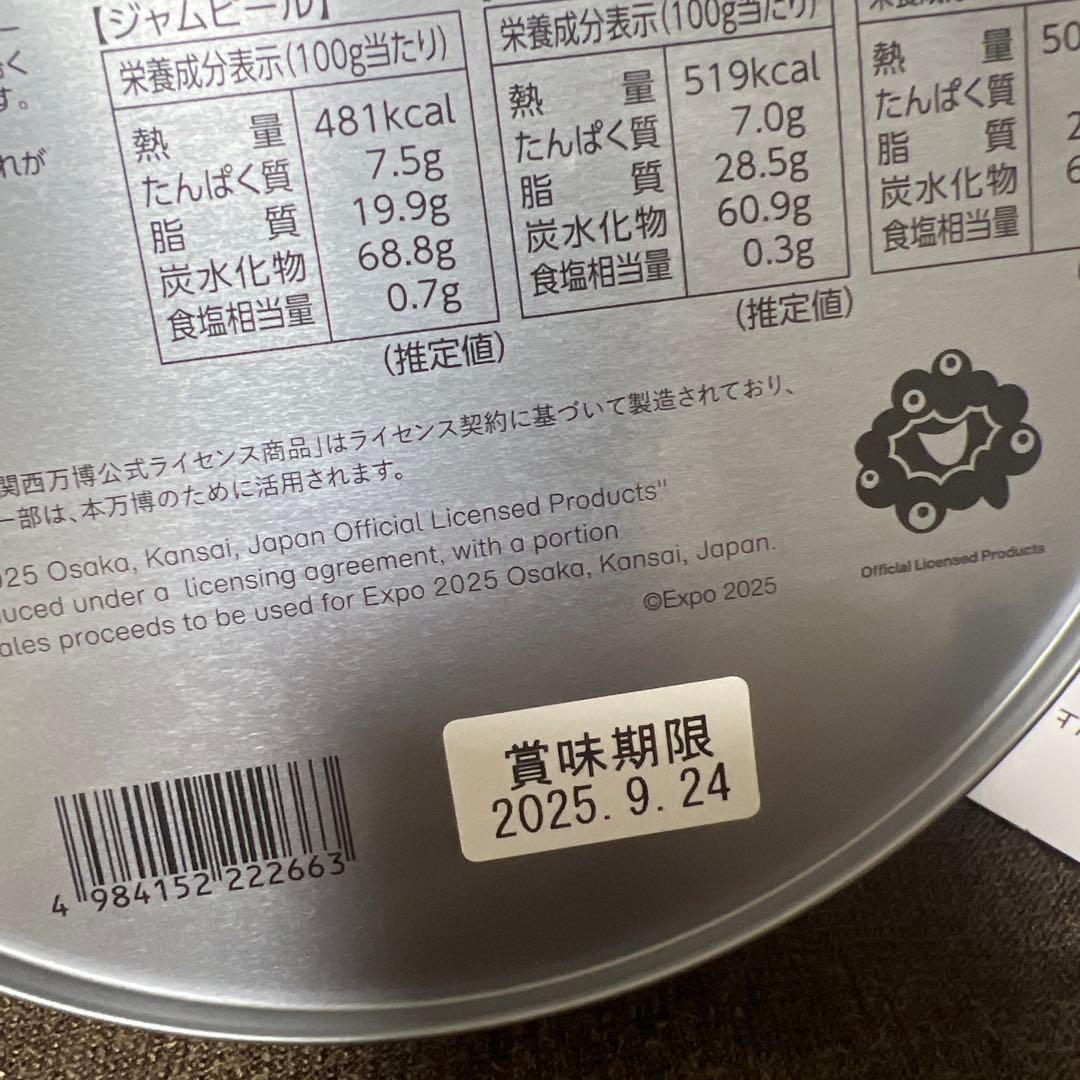 【ジャムビール】
栄養成分表示(100g当たり)
熱量 481kcal
たんぱく質 7.5g
脂質 19.9g
炭水化物 68.8g
食塩相当量 0.7g
(推定値)
栄養成分表示(100g当たり)
熱量 519kcal
たんぱく質 7.0g
脂質 28.5g
炭水化物 60.9g
食塩相当量 0.3g
(推定値)
熱量 50
たんぱく質
脂質 2
炭水化物 6
食塩相当量
く
す。
れが
関西万博公式ライセンス商品」はライセンス契約に基づいて製造されており、
一部は、本万博のために活用されます。
025 Osaka, Kansai, Japan Official Licensed Products"
uced under a licensing agreement, with a portion
ales proceeds to be used for Expo 2025 Osaka, Kansai, Japan.
©Expo 2025
Official Licensed Products
賞味期限
2025.9.24
4 984152 222663